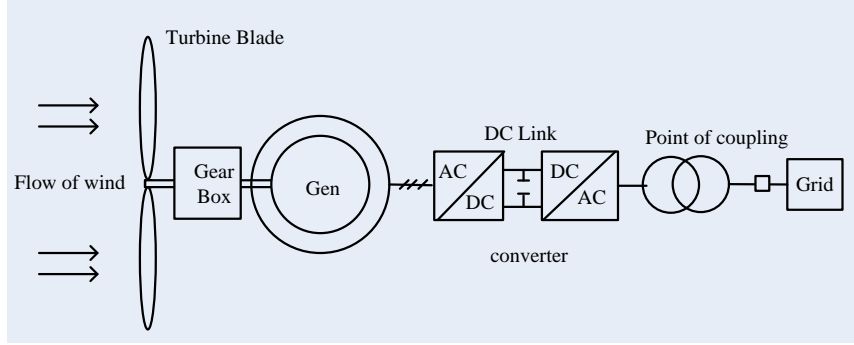 Turbine Blade
Flow of wind
Gear
Box
Gen
AC
DC
DC Link
DC
AC
converter
Point of coupling
Grid